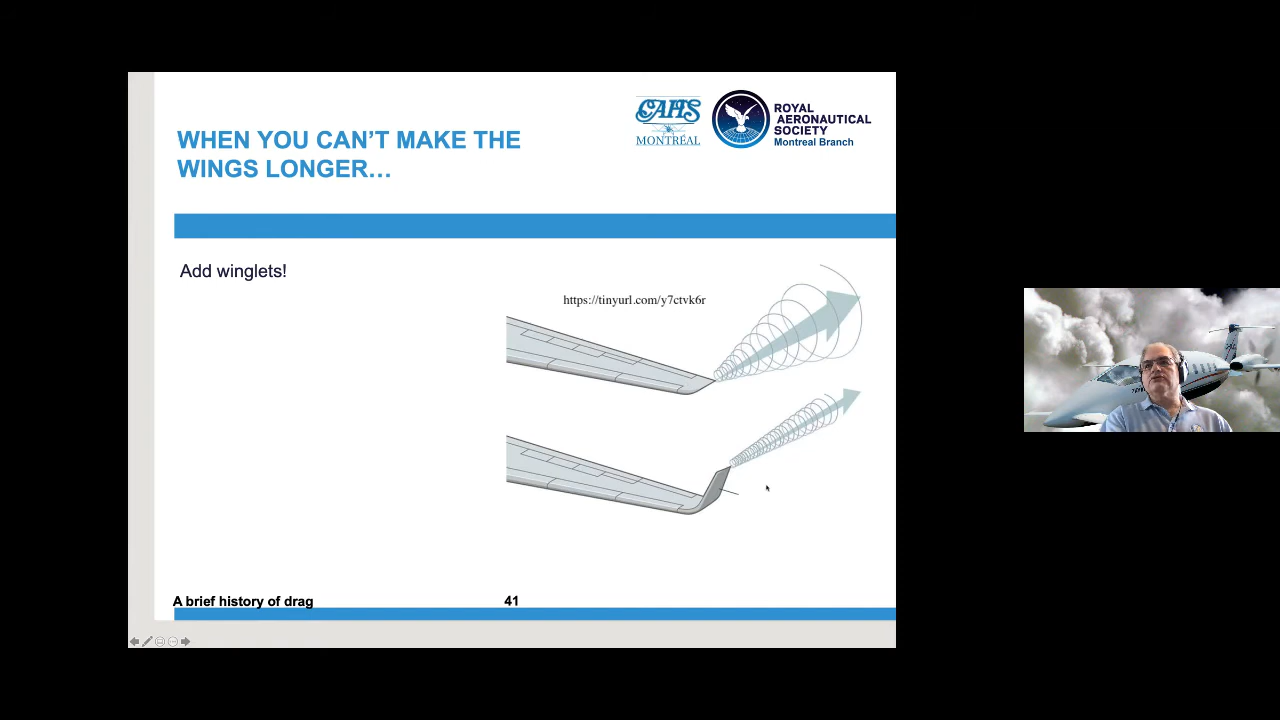 CAHS
MONTRÉAL
ROYAL
AERONAUTICAL
SOCIETY
Montreal Branch
WHEN YOU CAN’T MAKE THE
WINGS LONGER…
Add winglets!
https://tinyurl.com/y7ctvk6r
A brief history of drag
41